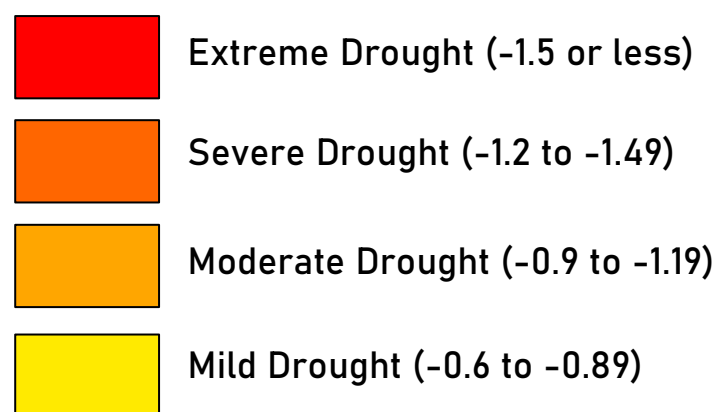 Extreme Drought (-1.5 or less)
Severe Drought (-1.2 to -1.49)
Moderate Drought (-0.9 to -1.19)
Mild Drought (-0.6 to -0.89)